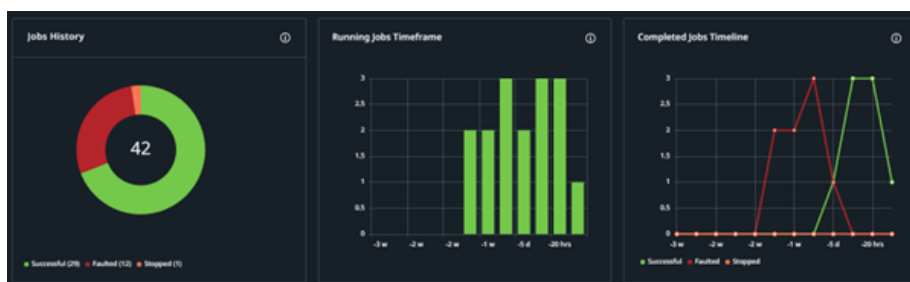 Jobs History
42
Successful (29) Faulted (12) Stopped (1)
Running Jobs Timeframe
3
2.5
2
1.5
1
0.5
0
-3 w -2 w -2 w -1 w -5 d -20 hrs
Completed Jobs Timeline
3
2.5
2
1.5
1
0.5
0
-3 w -2 w -2 w -1 w -5 d -20 hrs
Successful Faulted Stopped